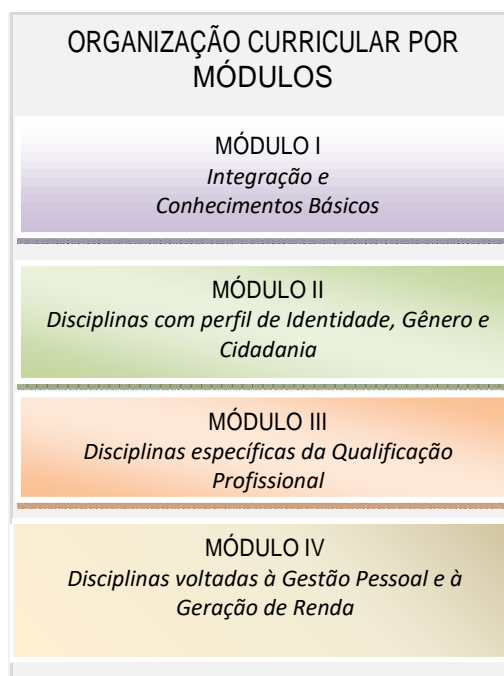 ORGANIZAÇÃO CURRICULAR POR
MÓDULOS
MÓDULO I
Integração e
Conhecimentos Básicos
MÓDULO II
Disciplinas com perfil de Identidade, Gênero e
Cidadania
MÓDULO III
Disciplinas específicas da Qualificação
Profissional
MÓDULO IV
Disciplinas voltadas à Gestão Pessoal e à
Geração de Renda